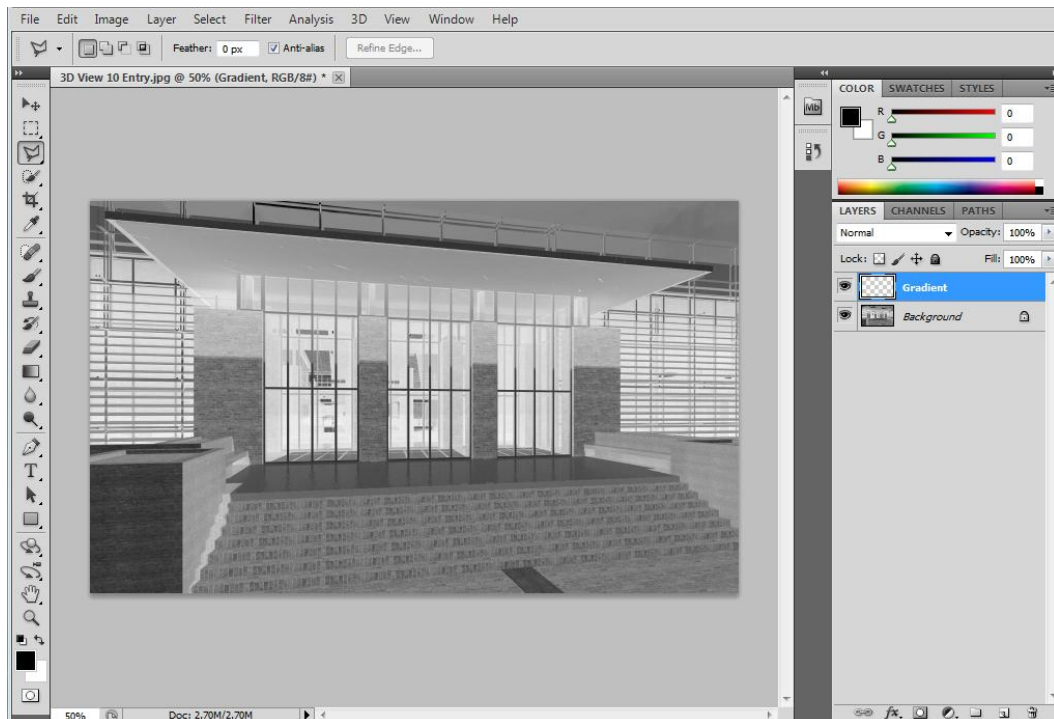 File Edit Image Layer Select Filter Analysis 3D View Window Help
Feather: 0 px Anti-alias Refine Edge...
3D View 10 Entry.jpg @ 50% (Gradient, RGB/8#) *
Mb
COLOR SWATCHES STYLES
R 0
G 0
B 0
LAYERS CHANNELS PATHS
Normal Opacity: 100%
Lock: Fill: 100%
Gradient
Background
T
50% Doc: 2.70M/2.70M
fx.